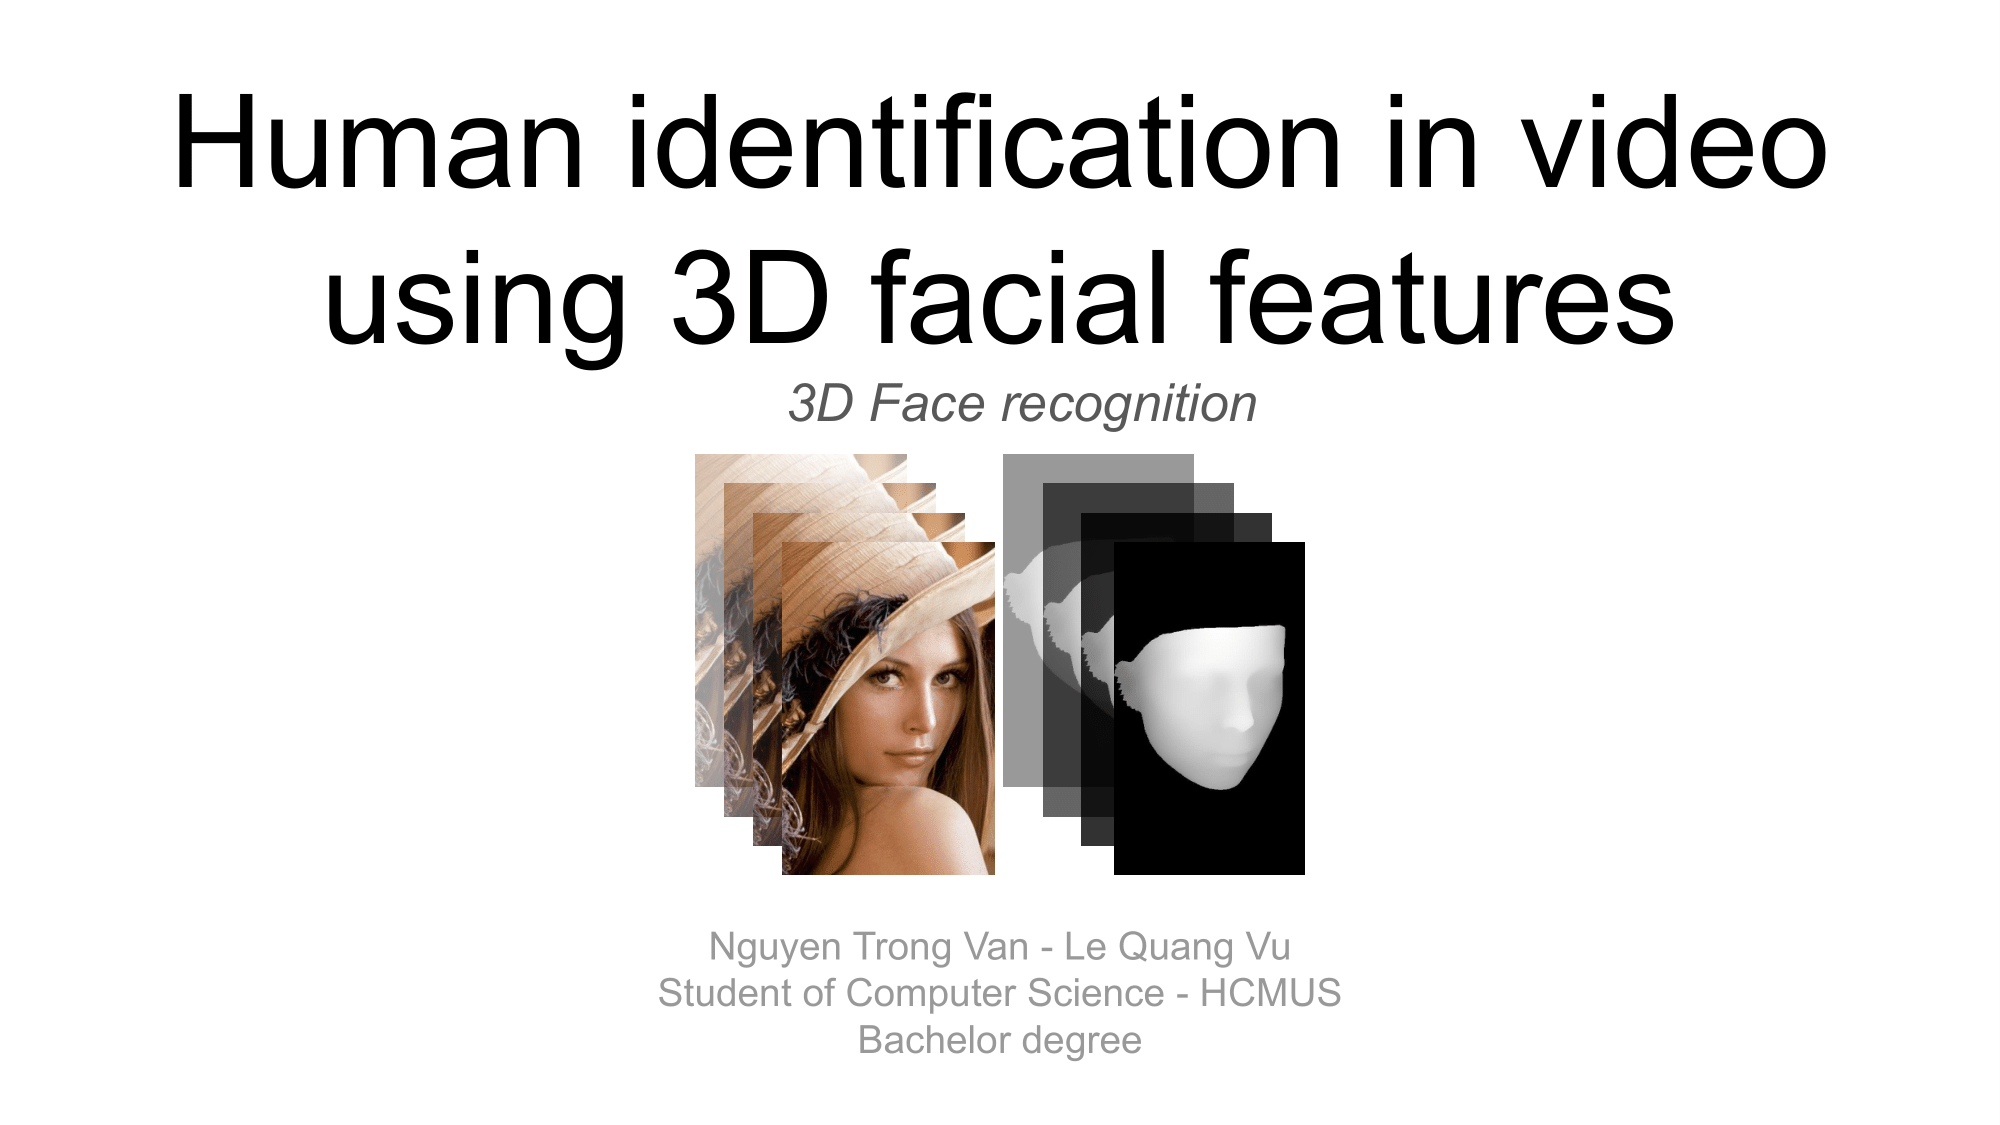 Human identification in video
using 3D facial features
3D Face recognition
Nguyen Trong Van - Le Quang Vu
Student of Computer Science - HCMUS
Bachelor degree